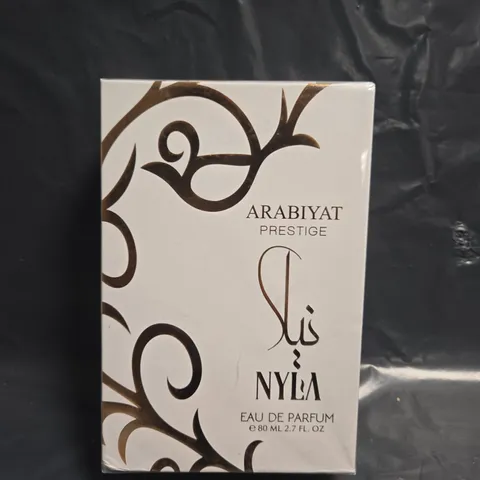 ARABIYAT
PRESTIGE
نيلا
NYLA
EAU DE PARFUM
℮ 80 ML 2.7 FL. OZ